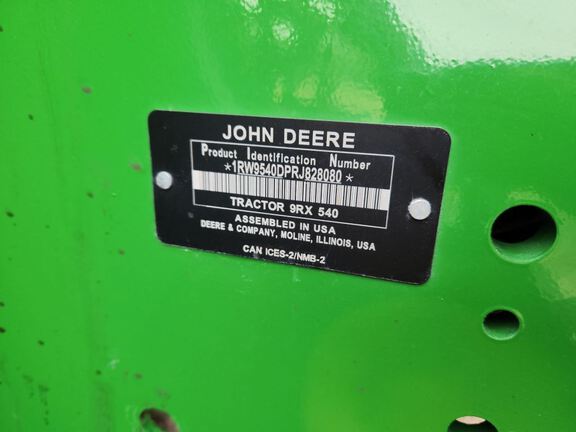 JOHN DEERE
Product Identification Number
*1RW9540DPRJ828080*
TRACTOR 9RX 540
ASSEMBLED IN USA
DEERE & COMPANY, MOLINE, ILLINOIS, USA
CAN ICES-2/NMB-2